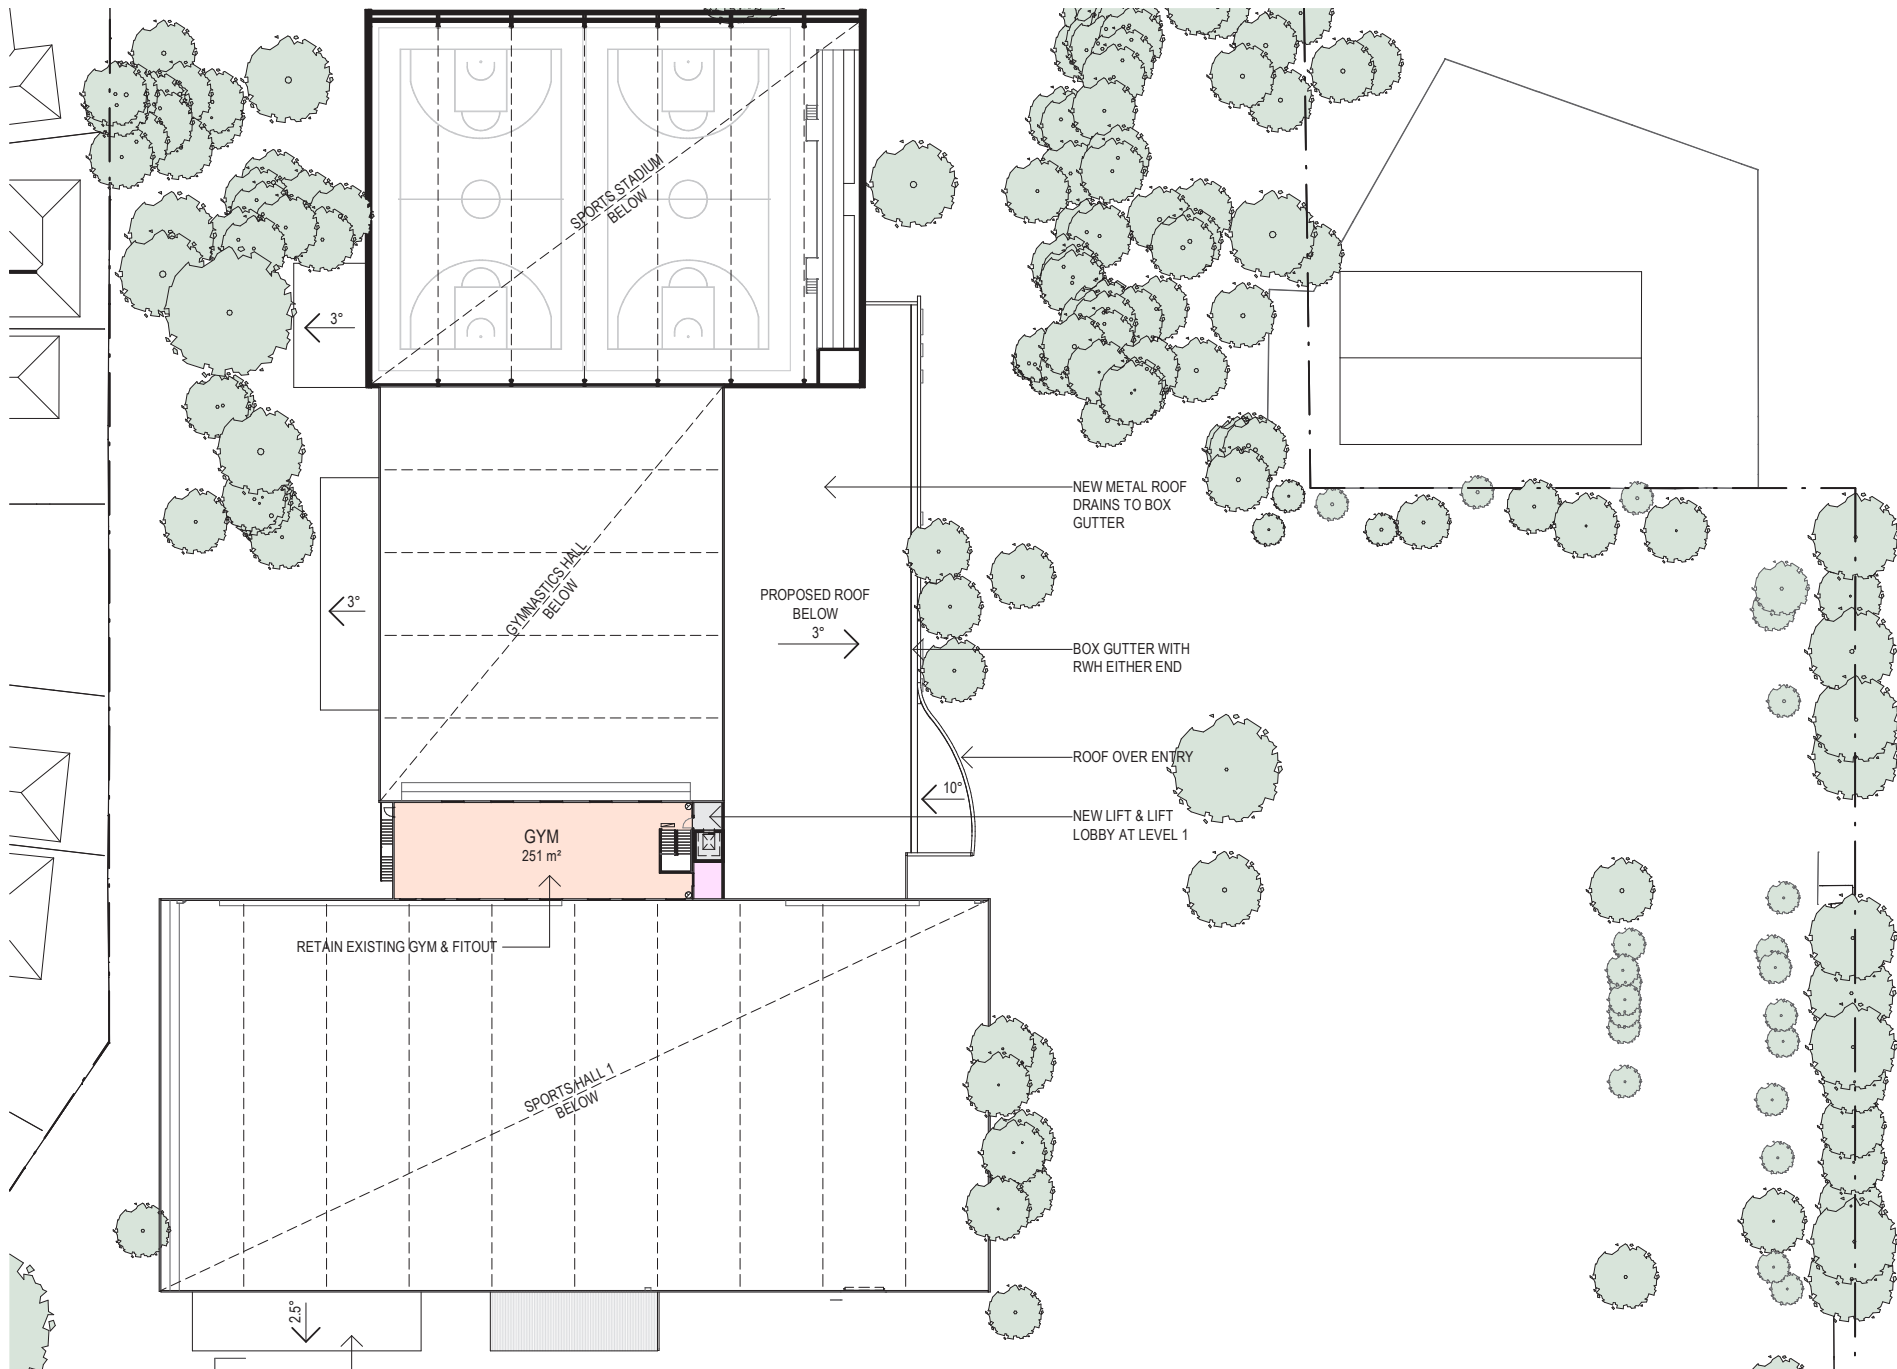 SPORTS STADIUM
BELOW
3°
NEW METAL ROOF
DRAINS TO BOX
GUTTER
GYMNASTICS HALL
BELOW
3°
PROPOSED ROOF
BELOW
3°
BOX GUTTER WITH
RWH EITHER END
ROOF OVER ENTRY
10°
NEW LIFT & LIFT
LOBBY AT LEVEL 1
GYM
251 m²
RETAIN EXISTING GYM & FITOUT
SPORTS HALL 1
BELOW
2.5°